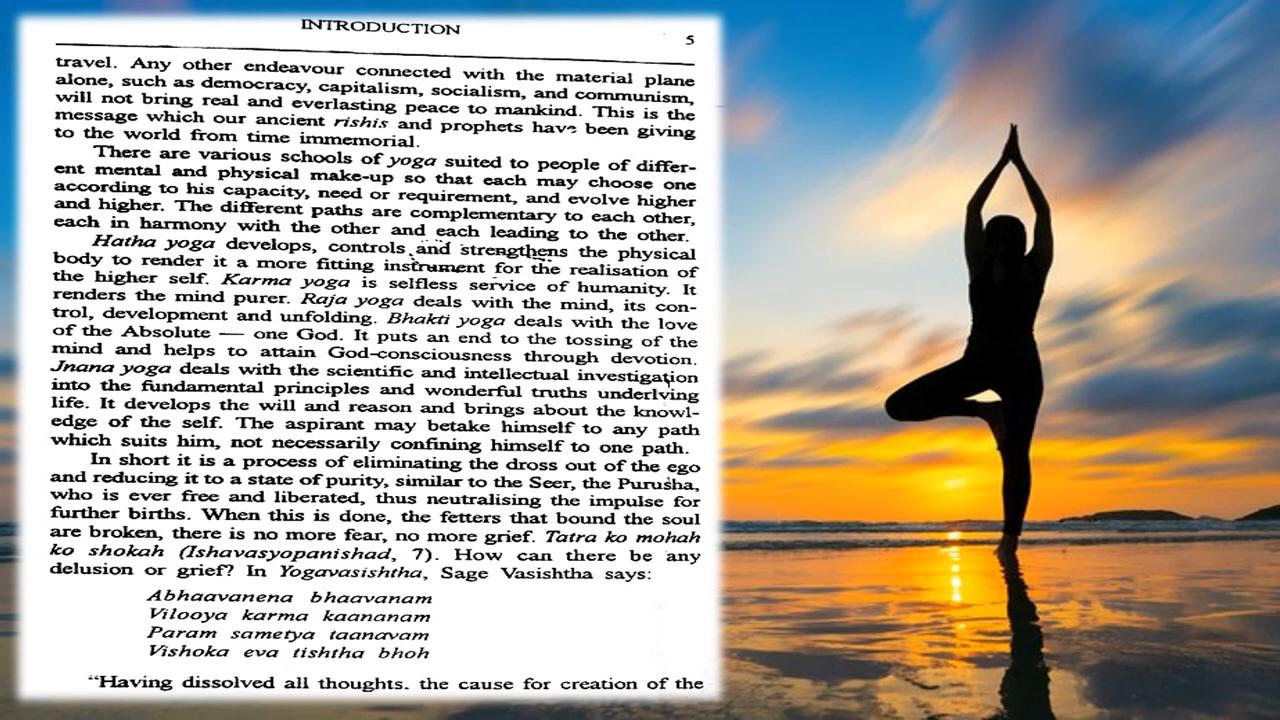 INTRODUCTION
5
travel. Any other endeavour connected with the material plane
alone, such as democracy, capitalism, socialism, and communism,
will not bring real and everlasting peace to mankind. This is the
message which our ancient rishis and prophets have been giving
to the world from time immemorial.
There are various schools of yoga suited to people of differ-
ent mental and physical make-up so that each may choose one
according to his capacity, need or requirement, and evolve higher
and higher. The different paths are complementary to each other,
each in harmony with the other and each leading to the other.
Hatha yoga develops, controls and strengthens the physical
body to render it a more fitting instrument for the realisation of
the higher self. Karma yoga is selfless service of humanity. It
renders the mind purer. Raja yoga deals with the mind, its con-
trol, development and unfolding. Bhakti yoga deals with the love
of the Absolute — one God. It puts an end to the tossing of the
mind and helps to attain God-consciousness through devotion.
Jnana yoga deals with the scientific and intellectual investigation
into the fundamental principles and wonderful truths underlying
life. It develops the will and reason and brings about the knowl-
edge of the self. The aspirant may betake himself to any path
which suits him, not necessarily confining himself to one path.
In short it is a process of eliminating the dross out of the ego
and reducing it to a state of purity, similar to the Seer, the Purusha,
who is ever free and liberated, thus neutralising the impulse for
further births. When this is done, the fetters that bound the soul
are broken, there is no more fear, no more grief. Tatra ko mohah
ko shokah (Ishavasyopanishad, 7). How can there be any
delusion or grief? In Yogavasishtha, Sage Vasishtha says:
Abhaavanena bhaavanam
Vilooya karma kaananam
Param sametya taanavam
Vishoka eva tishtha bhoh
“Having dissolved all thoughts. the cause for creation of the